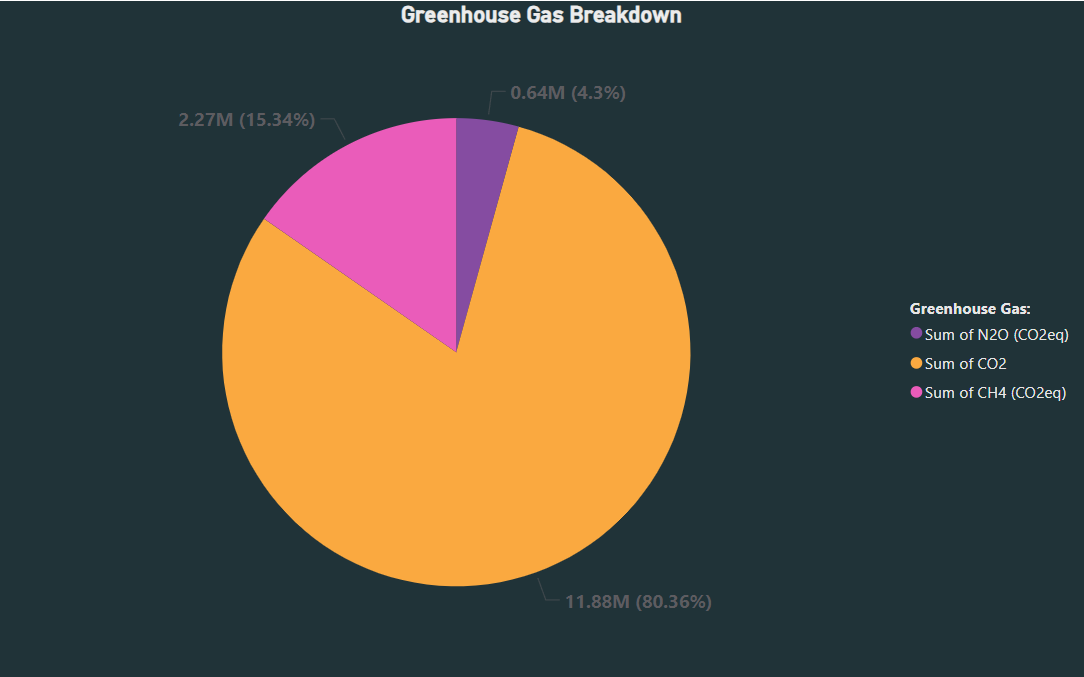 Greenhouse Gas Breakdown
0.64M (4.3%)
2.27M (15.34%)
11.88M (80.36%)
Greenhouse Gas:
Sum of N2O (CO2eq)
Sum of CO2
Sum of CH4 (CO2eq)